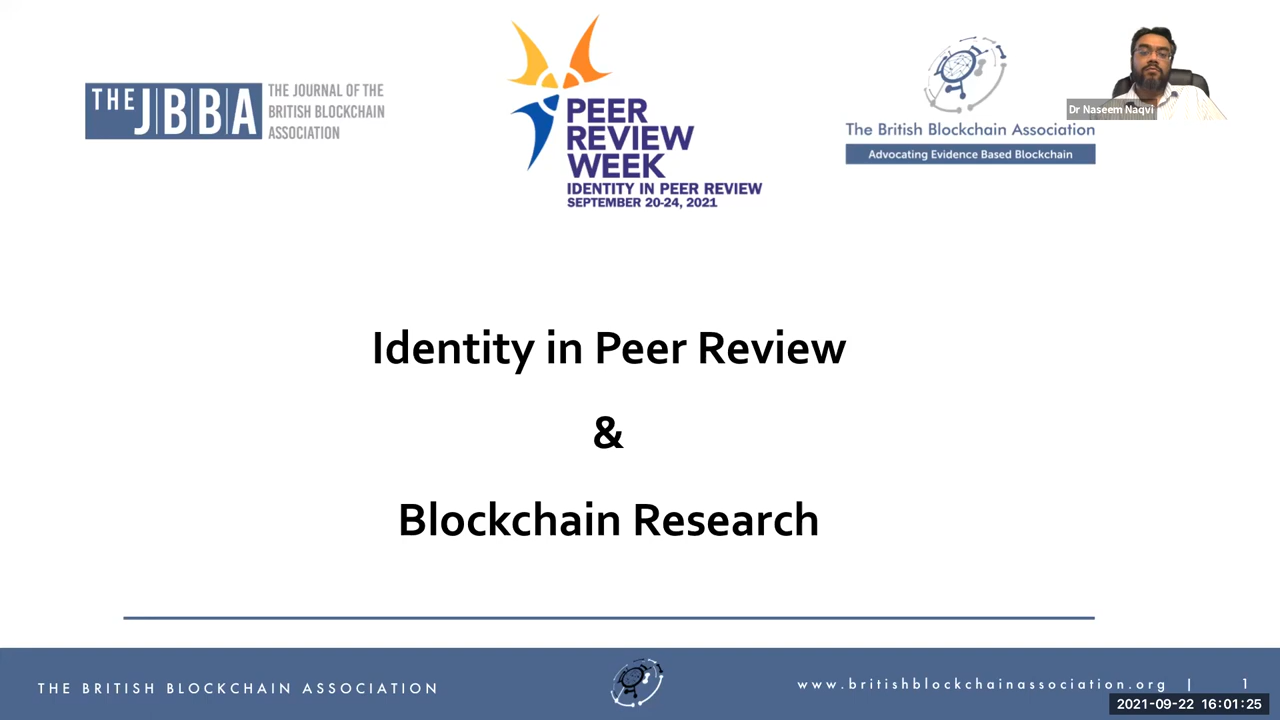 THE JBBA
THE JOURNAL OF THE
BRITISH BLOCKCHAIN
ASSOCIATION
PEER
REVIEW
WEEK
IDENTITY IN PEER REVIEW
SEPTEMBER 20-24, 2021
The British Blockchain Association
Advocating Evidence Based Blockchain
Dr Naseem Naqvi
Identity in Peer Review
&
Blockchain Research
THE BRITISH BLOCKCHAIN ASSOCIATION
www.britishblockchainassociation.org | 1
2021-09-22 16:01:25